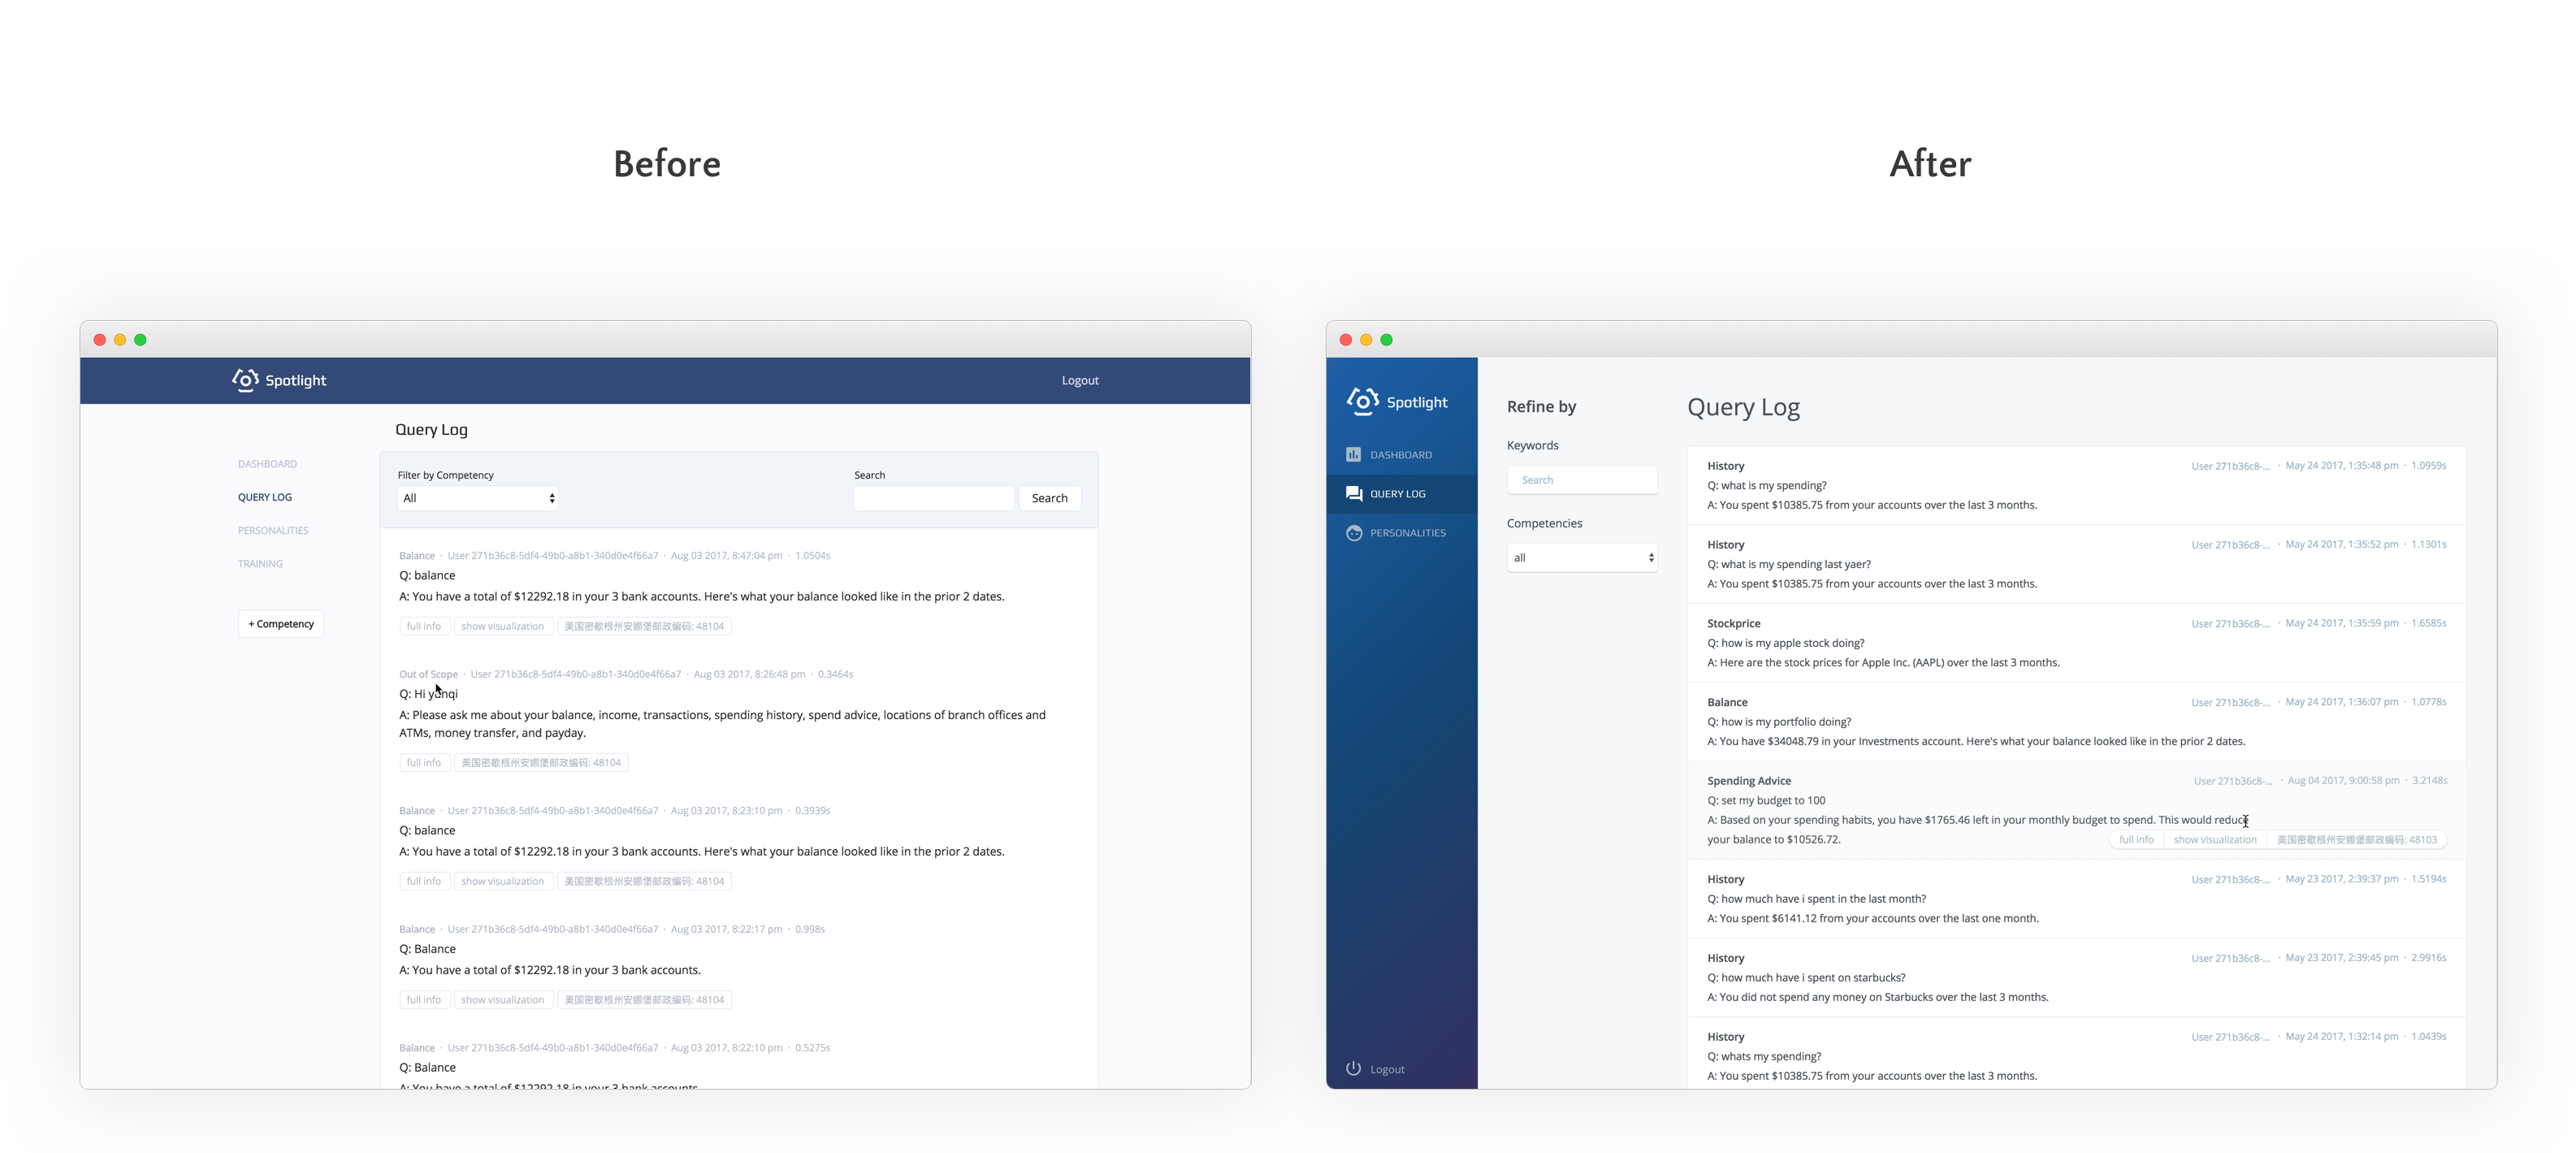 Before
After
Spotlight
Logout
Query Log
DASHBOARD
QUERY LOG
PERSONALITIES
TRAINING
+ Competency
Filter by Competency
All
Search
Search
Balance · User 271b36c8-5df4-49b0-a8b1-340d0e4f66a7 · Aug 03 2017, 8:47:04 pm · 1.0504s
Q: balance
A: You have a total of $12292.18 in your 3 bank accounts. Here's what your balance looked like in the prior 2 dates.
full info
show visualization
美国密歇根州安娜堡邮政编码: 48104
Out of Scope · User 271b36c8-5df4-49b0-a8b1-340d0e4f66a7 · Aug 03 2017, 8:26:48 pm · 0.3464s
Q: Hi yanqi
A: Please ask me about your balance, income, transactions, spending history, spend advice, locations of branch offices and
ATMs, money transfer, and payday.
full info
美国密歇根州安娜堡邮政编码: 48104
Balance · User 271b36c8-5df4-49b0-a8b1-340d0e4f66a7 · Aug 03 2017, 8:23:10 pm · 0.3939s
Q: balance
A: You have a total of $12292.18 in your 3 bank accounts. Here's what your balance looked like in the prior 2 dates.
full info
show visualization
美国密歇根州安娜堡邮政编码: 48104
Balance · User 271b36c8-5df4-49b0-a8b1-340d0e4f66a7 · Aug 03 2017, 8:22:17 pm · 0.998s
Q: Balance
A: You have a total of $12292.18 in your 3 bank accounts.
full info
show visualization
美国密歇根州安娜堡邮政编码: 48104
Balance · User 271b36c8-5df4-49b0-a8b1-340d0e4f66a7 · Aug 03 2017, 8:22:10 pm · 0.5275s
Q: Balance
A: You have a total of $12292.18 in your 3 bank accounts.
Spotlight
DASHBOARD
QUERY LOG
PERSONALITIES
Logout
Refine by
Keywords
Search
Competencies
all
Query Log
History
User 271b36c8-... · May 24 2017, 1:35:48 pm · 1.0959s
Q: what is my spending?
A: You spent $10385.75 from your accounts over the last 3 months.
History
User 271b36c8-... · May 24 2017, 1:35:52 pm · 1.1301s
Q: what is my spending last yaer?
A: You spent $10385.75 from your accounts over the last 3 months.
Stockprice
User 271b36c8-... · May 24 2017, 1:35:59 pm · 1.6585s
Q: how is my apple stock doing?
A: Here are the stock prices for Apple Inc. (AAPL) over the last 3 months.
Balance
User 271b36c8-... · May 24 2017, 1:36:07 pm · 1.0778s
Q: how is my portfolio doing?
A: You have $34048.79 in your Investments account. Here's what your balance looked like in the prior 2 dates.
Spending Advice
User 271b36c8-... · Aug 04 2017, 9:00:58 pm · 3.2148s
Q: set my budget to 100
A: Based on your spending habits, you have $1765.46 left in your monthly budget to spend. This would reduce
your balance to $10526.72.
full info
show visualization
美国密歇根州安娜堡邮政编码: 48103
History
User 271b36c8-... · May 23 2017, 2:39:37 pm · 1.5194s
Q: how much have i spent in the last month?
A: You spent $6141.12 from your accounts over the last one month.
History
User 271b36c8-... · May 23 2017, 2:39:45 pm · 2.9916s
Q: how much have i spent on starbucks?
A: You did not spend any money on Starbucks over the last 3 months.
History
User 271b36c8-... · May 24 2017, 1:32:14 pm · 1.0439s
Q: whats my spending?
A: You spent $10385.75 from your accounts over the last 3 months.